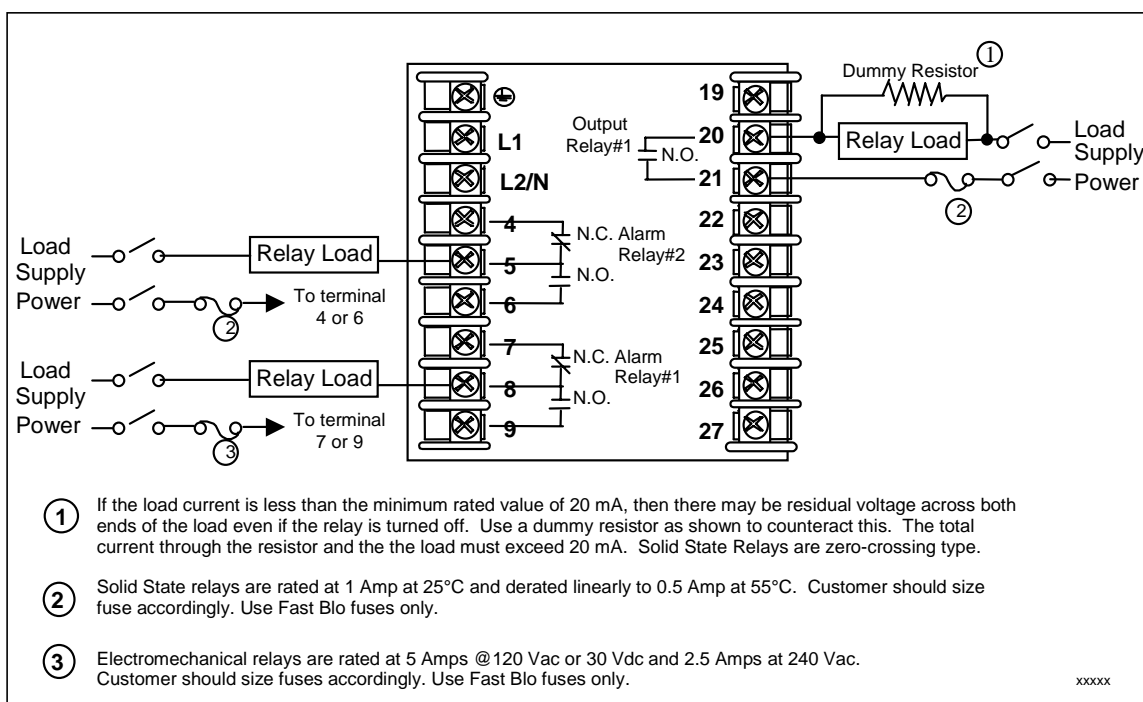 Dummy Resistor 1
19
L1
Output
Relay#1
N.O.
20
Relay Load
Load
Supply
L2/N
21
Power
2
4
N.C. Alarm
Relay#2
22
Load
Supply
Relay Load
5
N.O.
23
Power
2
To terminal
4 or 6
6
24
7
N.C. Alarm
Relay#1
25
Load
Supply
Relay Load
8
N.O.
26
Power
3
To terminal
7 or 9
9
27
1 If the load current is less than the minimum rated value of 20 mA, then there may be residual voltage across both
ends of the load even if the relay is turned off. Use a dummy resistor as shown to counteract this. The total
current through the resistor and the the load must exceed 20 mA. Solid State Relays are zero-crossing type.
2 Solid State relays are rated at 1 Amp at 25°C and derated linearly to 0.5 Amp at 55°C. Customer should size
fuse accordingly. Use Fast Blo fuses only.
3 Electromechanical relays are rated at 5 Amps @120 Vac or 30 Vdc and 2.5 Amps at 240 Vac.
Customer should size fuses accordingly. Use Fast Blo fuses only.
xxxxx